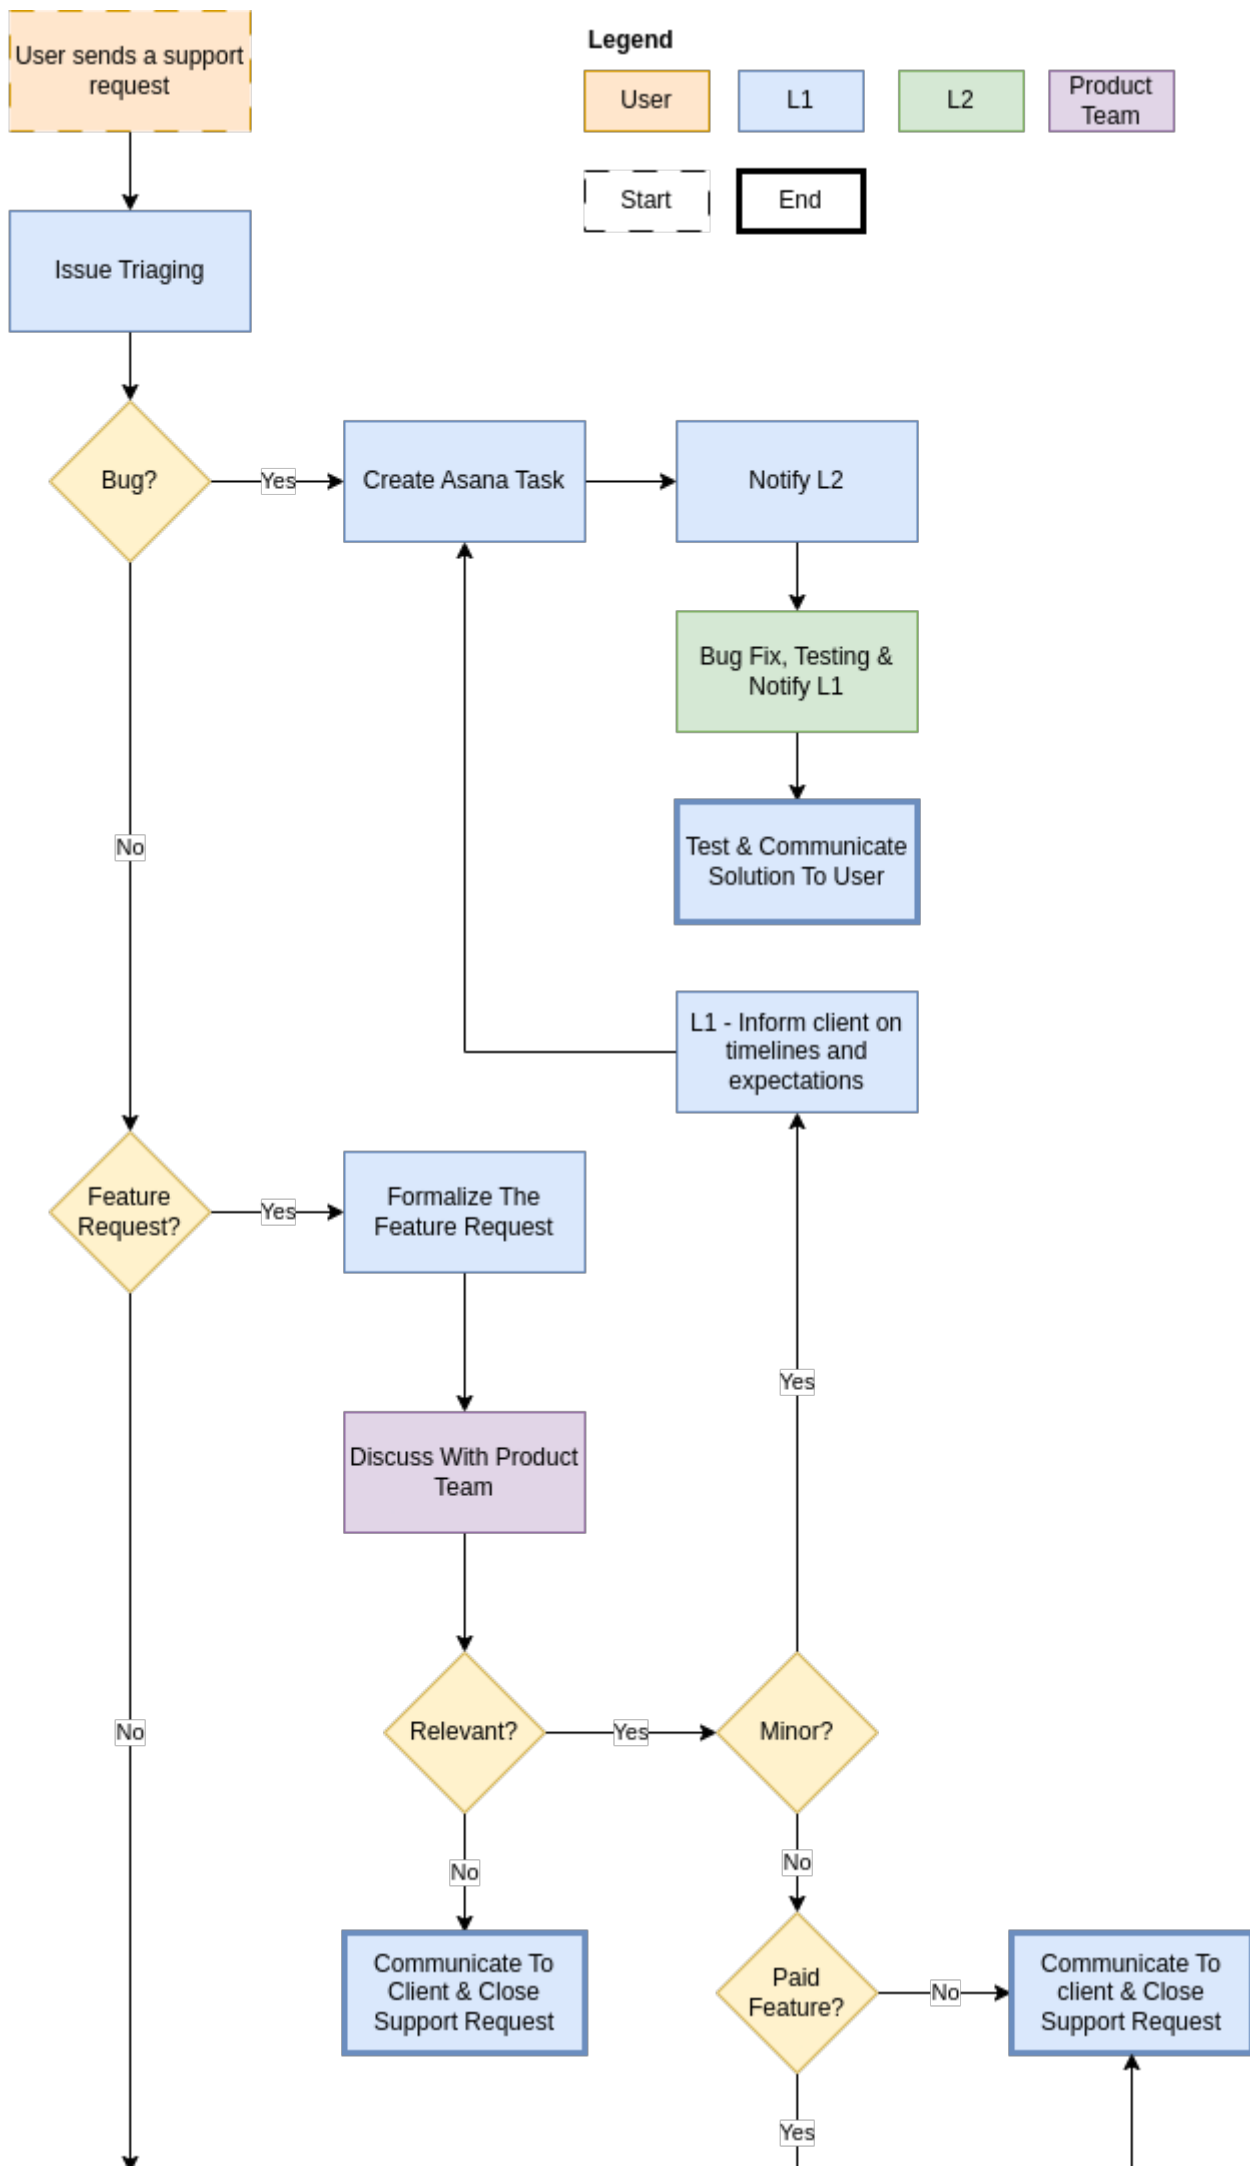 User sends a support
request
Legend
User
L1
L2
Product
Team
Start
End
Issue Triaging
Bug?
Yes
Create Asana Task
Notify L2
Bug Fix, Testing &
Notify L1
No
Test & Communicate
Solution To User
L1 - Inform client on
timelines and
expectations
Feature
Request?
Yes
Formalize The
Feature Request
Yes
Discuss With Product
Team
No
Relevant?
Yes
Minor?
No
No
Communicate To
Client & Close
Support Request
Paid
Feature?
No
Communicate To
client & Close
Support Request
Yes